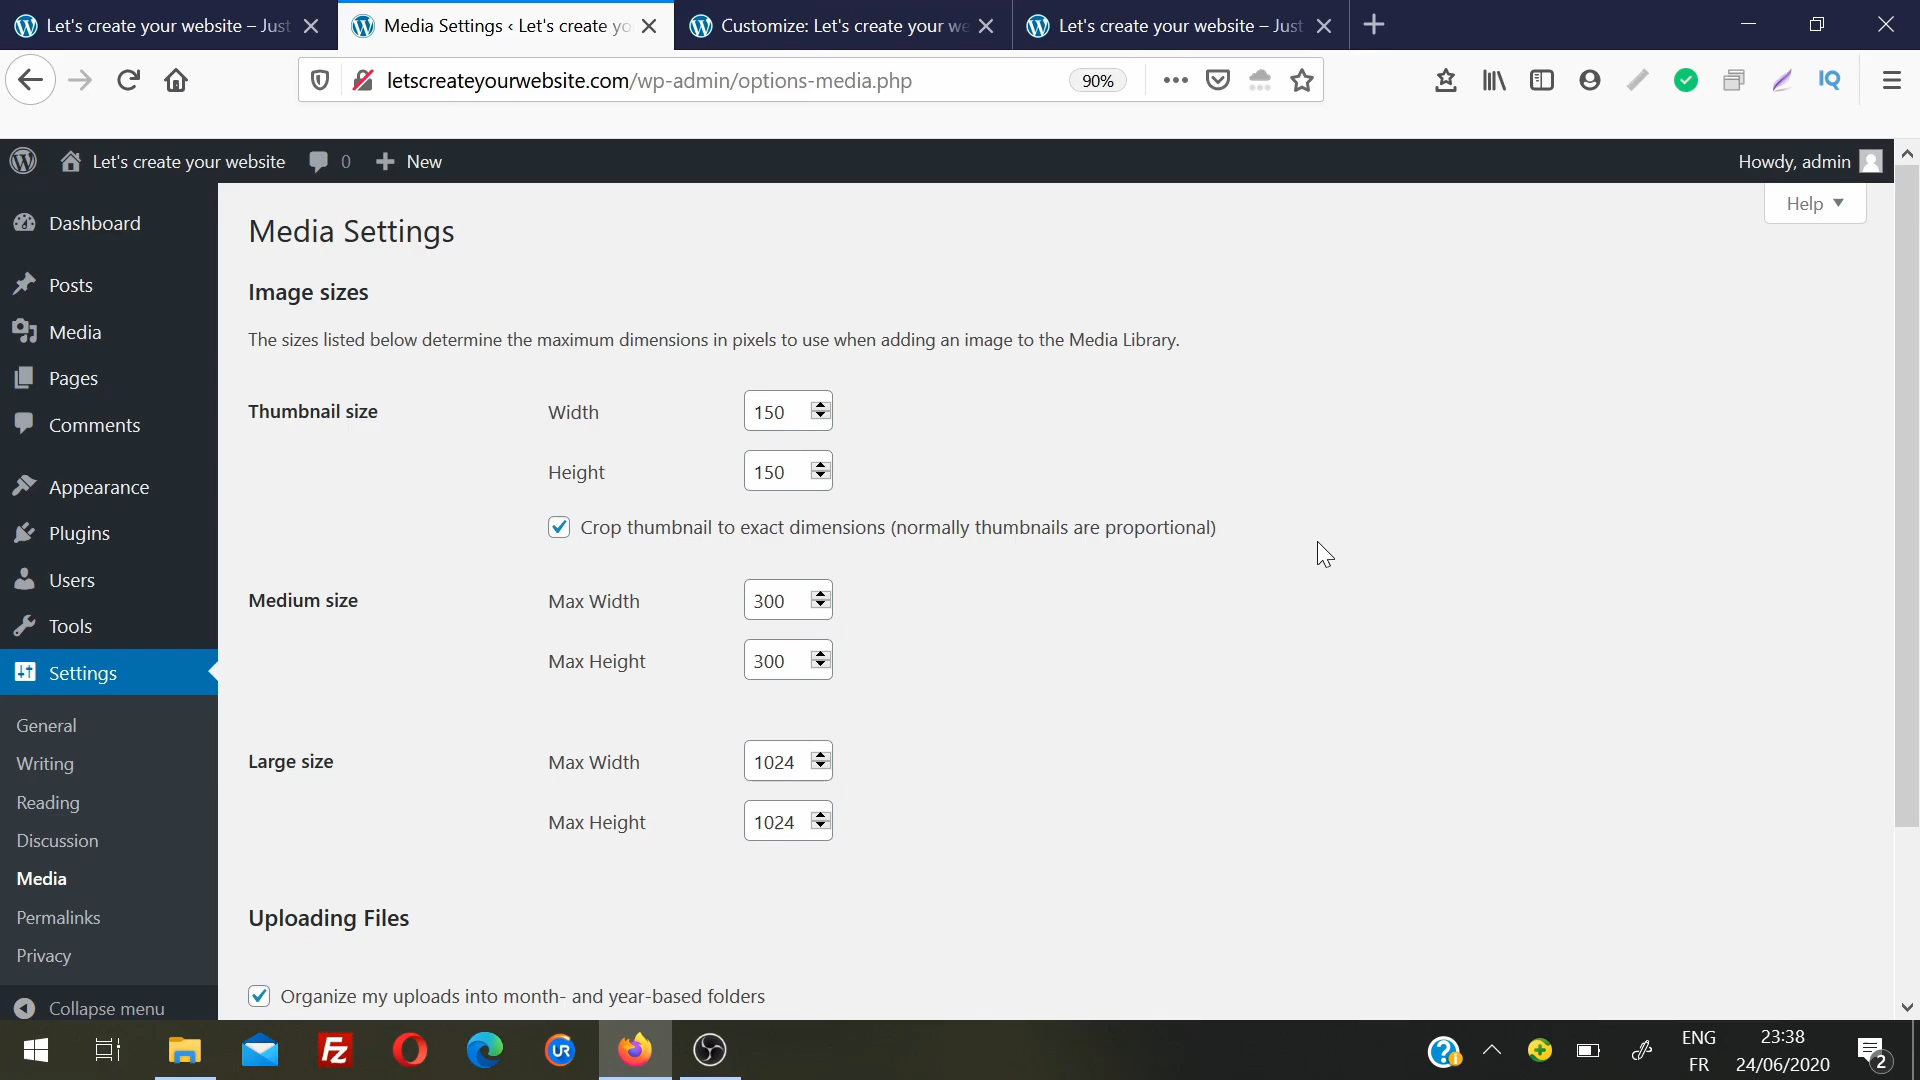 Let's create your website – Just
Media Settings ‹ Let's create yo
Customize: Let's create your we
Let's create your website – Just
letscreateyourwebsite.com/wp-admin/options-media.php
90%
IQ
Let's create your website
0
New
Howdy, admin
Help
Dashboard
Posts
Media
Pages
Comments
Appearance
Plugins
Users
Tools
Settings
General
Writing
Reading
Discussion
Media
Permalinks
Privacy
Collapse menu
Media Settings
Image sizes
The sizes listed below determine the maximum dimensions in pixels to use when adding an image to the Media Library.
Thumbnail size
Width 150
Height 150
Crop thumbnail to exact dimensions (normally thumbnails are proportional)
Medium size
Max Width 300
Max Height 300
Large size
Max Width 1024
Max Height 1024
Uploading Files
Organize my uploads into month- and year-based folders
Fz
UR
ENG
FR
23:38
24/06/2020
2